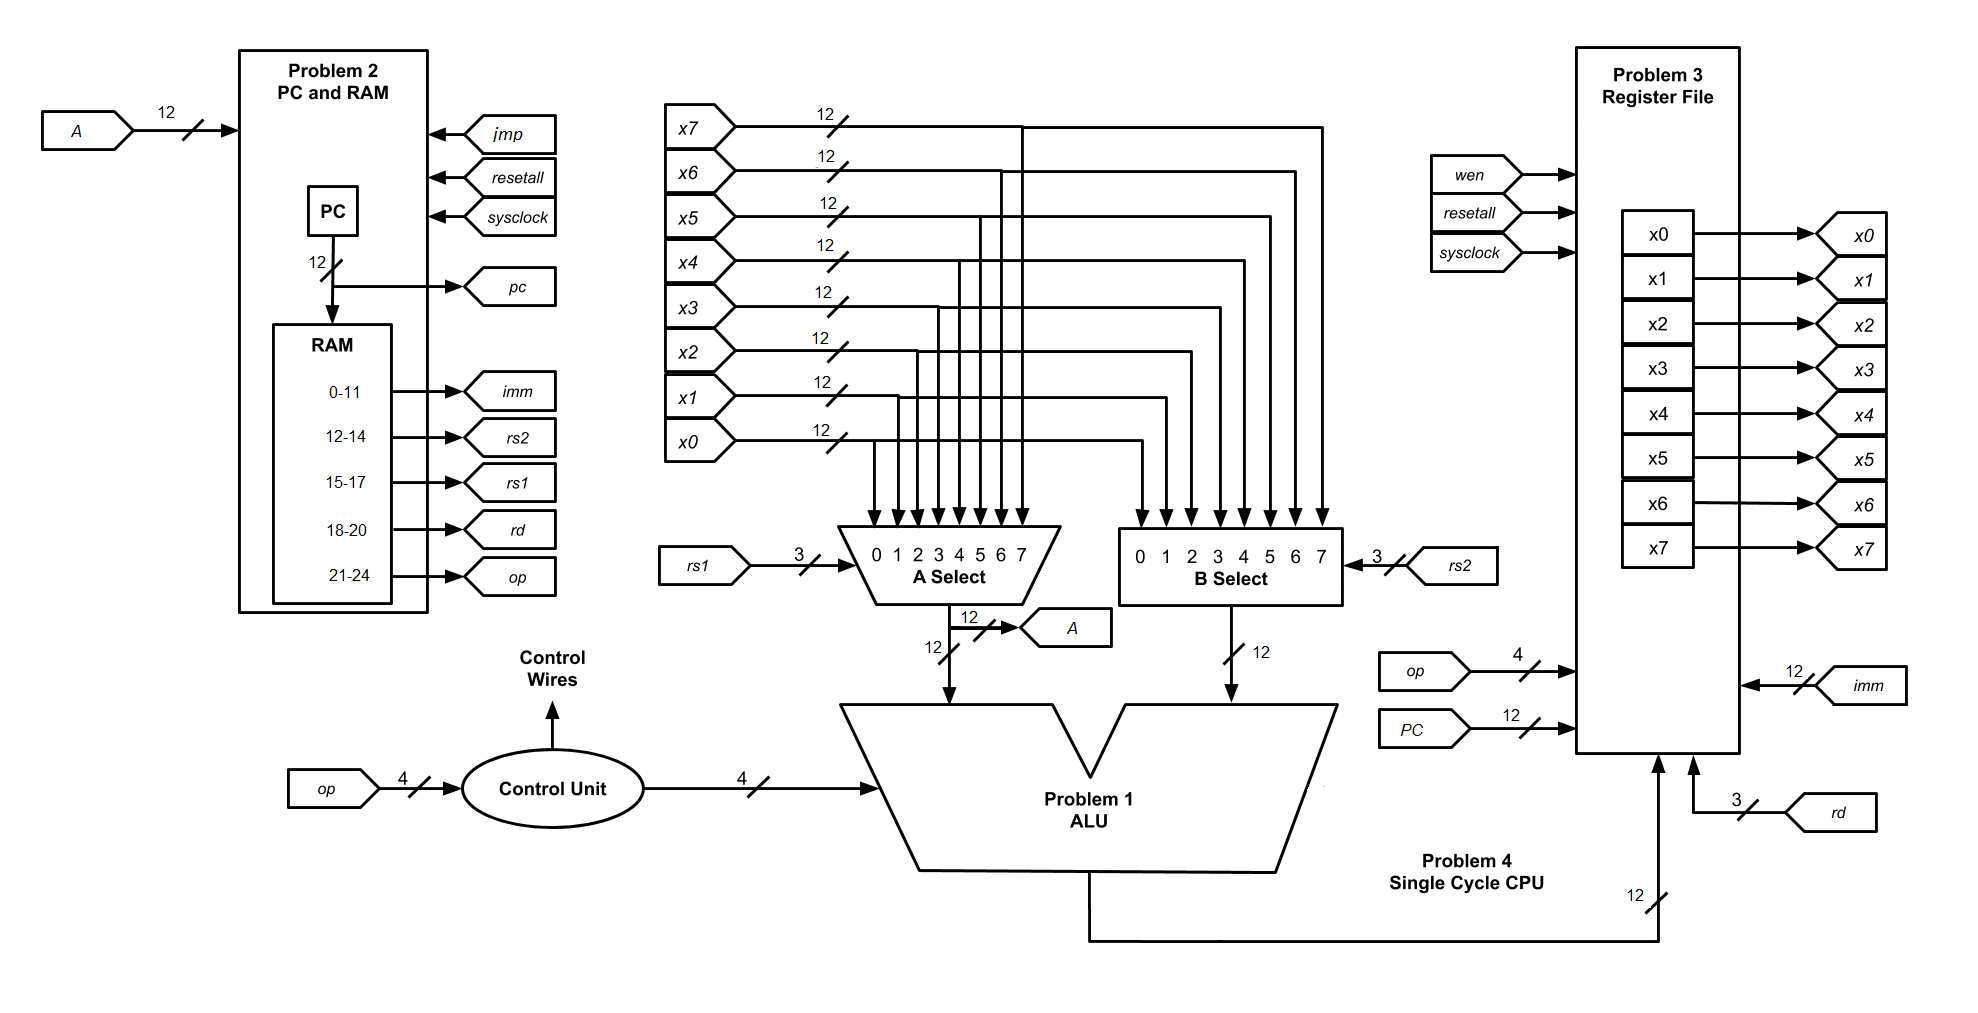 Problem 2
PC and RAM
A
12
jmp
resetall
sysclock
PC
12
pc
RAM
0-11
imm
12-14
rs2
15-17
rs1
18-20
rd
21-24
op
x7
12
x6
12
x5
12
x4
12
x3
12
x2
12
x1
12
x0
12
rs1
3
0 1 2 3 4 5 6 7
A Select
0 1 2 3 4 5 6 7
B Select
3
rs2
12
A
12
12
Control
Wires
op
4
Control Unit
4
Problem 1
ALU
Problem 3
Register File
wen
resetall
sysclock
x0
x0
x1
x1
x2
x2
x3
x3
x4
x4
x5
x5
x6
x6
x7
x7
op
4
12
imm
PC
12
3
rd
Problem 4
Single Cycle CPU
12